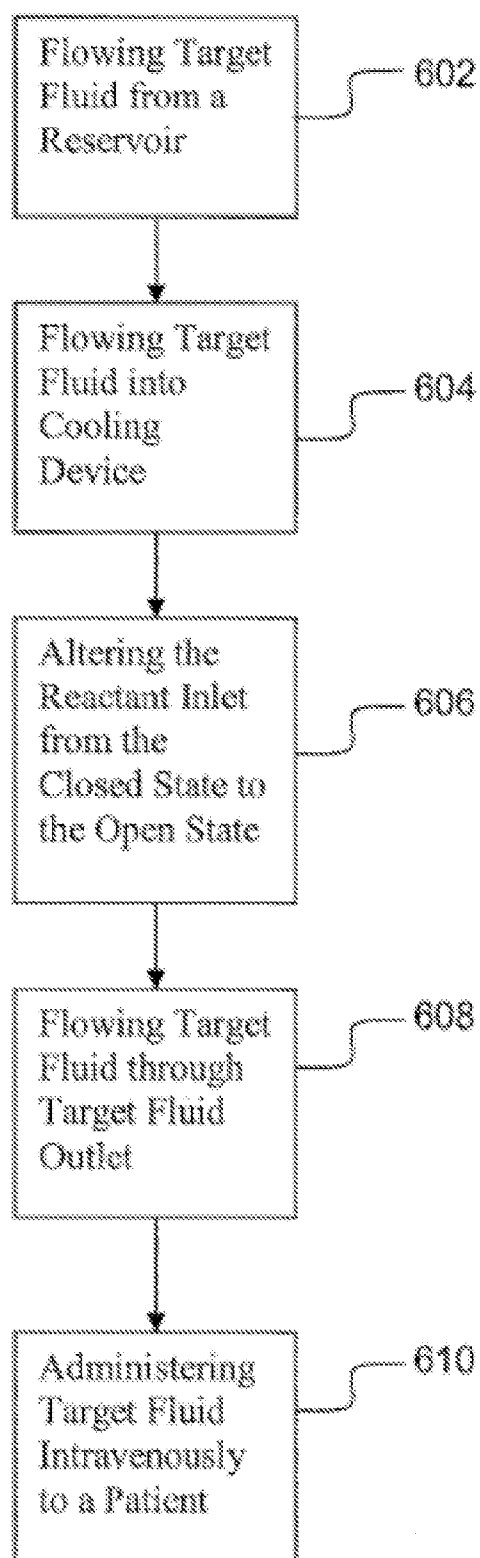 Flowing Target
Fluid from a
Reservoir
602
Flowing Target
Fluid into
Cooling
Device
604
Altering the
Reactant Inlet
from the
Closed State to
the Open State
606
Flowing Target
Fluid through
Target Fluid
Outlet
608
Administering
Target Fluid
Intravenously
to a Patient
610